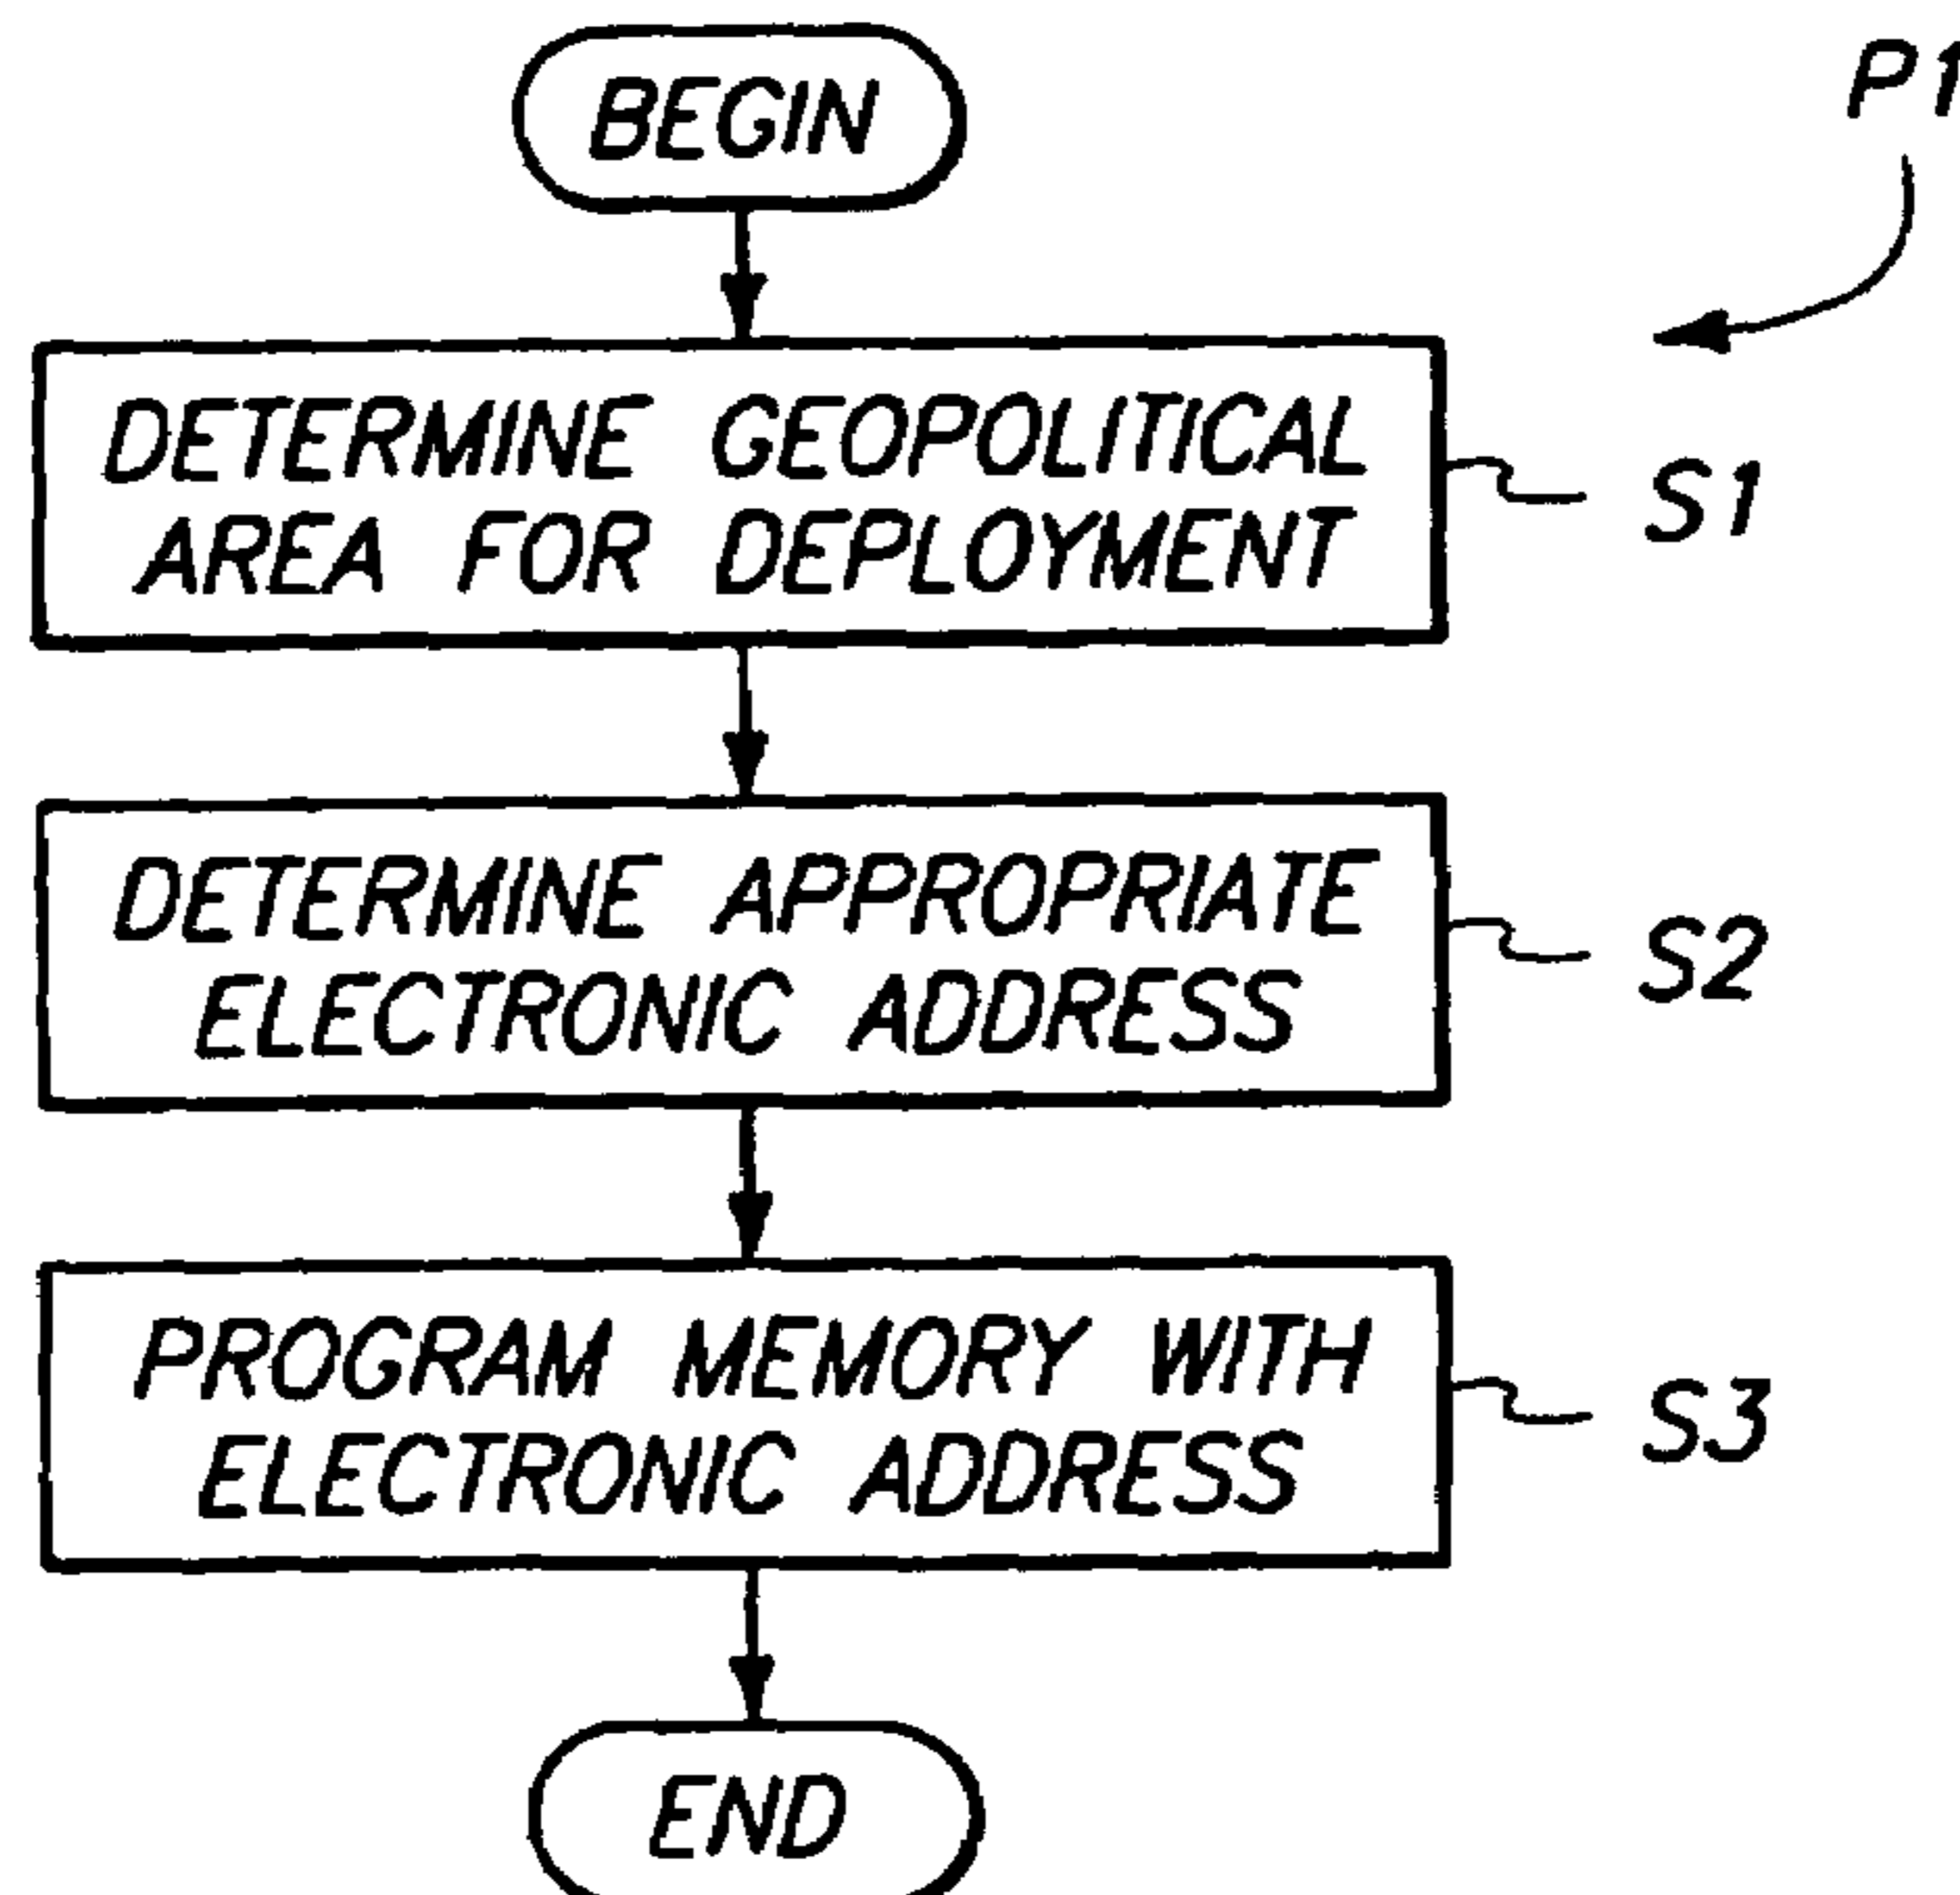 BEGIN
P1
DETERMINE GEOPOLITICAL
AREA FOR DEPLOYMENT
S1
DETERMINE APPROPRIATE
ELECTRONIC ADDRESS
S2
PROGRAM MEMORY WITH
ELECTRONIC ADDRESS
S3
END